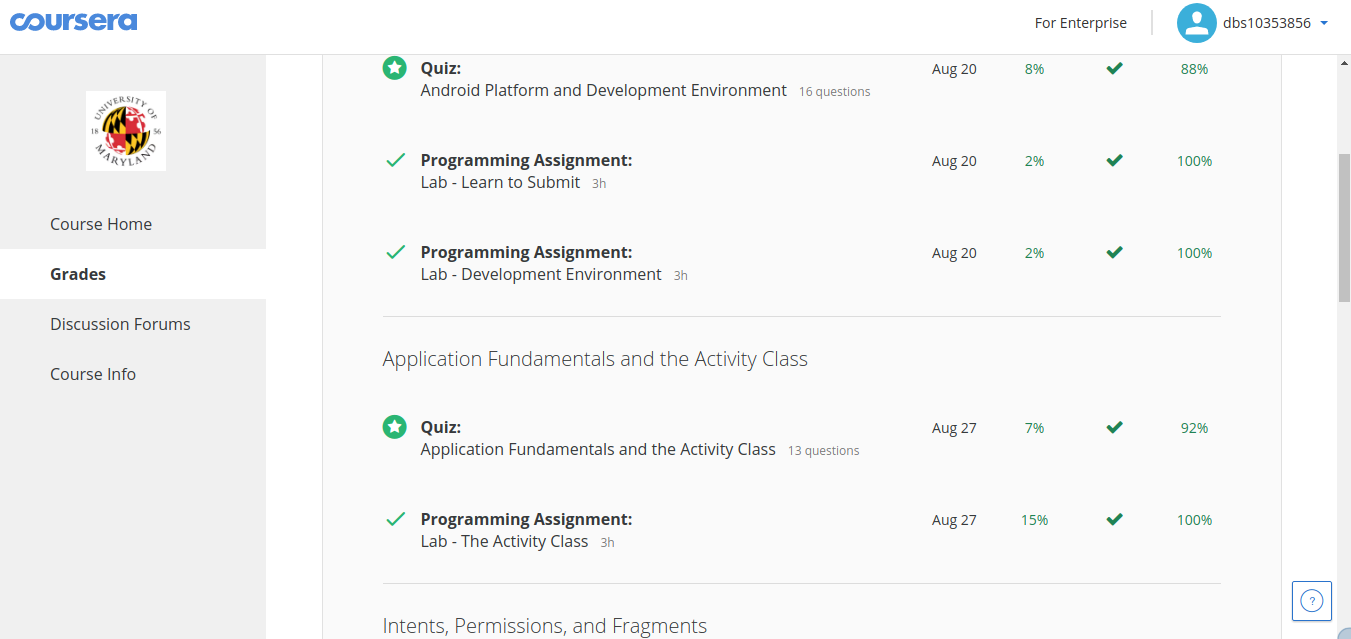 coursera
For Enterprise
dbs10353856
UNIVERSITY OF
18 56
MARYLAND
Course Home
Grades
Discussion Forums
Course Info
Quiz:
Android Platform and Development Environment 16 questions
Aug 20 8% 88%
Programming Assignment:
Lab - Learn to Submit 3h
Aug 20 2% 100%
Programming Assignment:
Lab - Development Environment 3h
Aug 20 2% 100%
Application Fundamentals and the Activity Class
Quiz:
Application Fundamentals and the Activity Class 13 questions
Aug 27 7% 92%
Programming Assignment:
Lab - The Activity Class 3h
Aug 27 15% 100%
Intents, Permissions, and Fragments
?